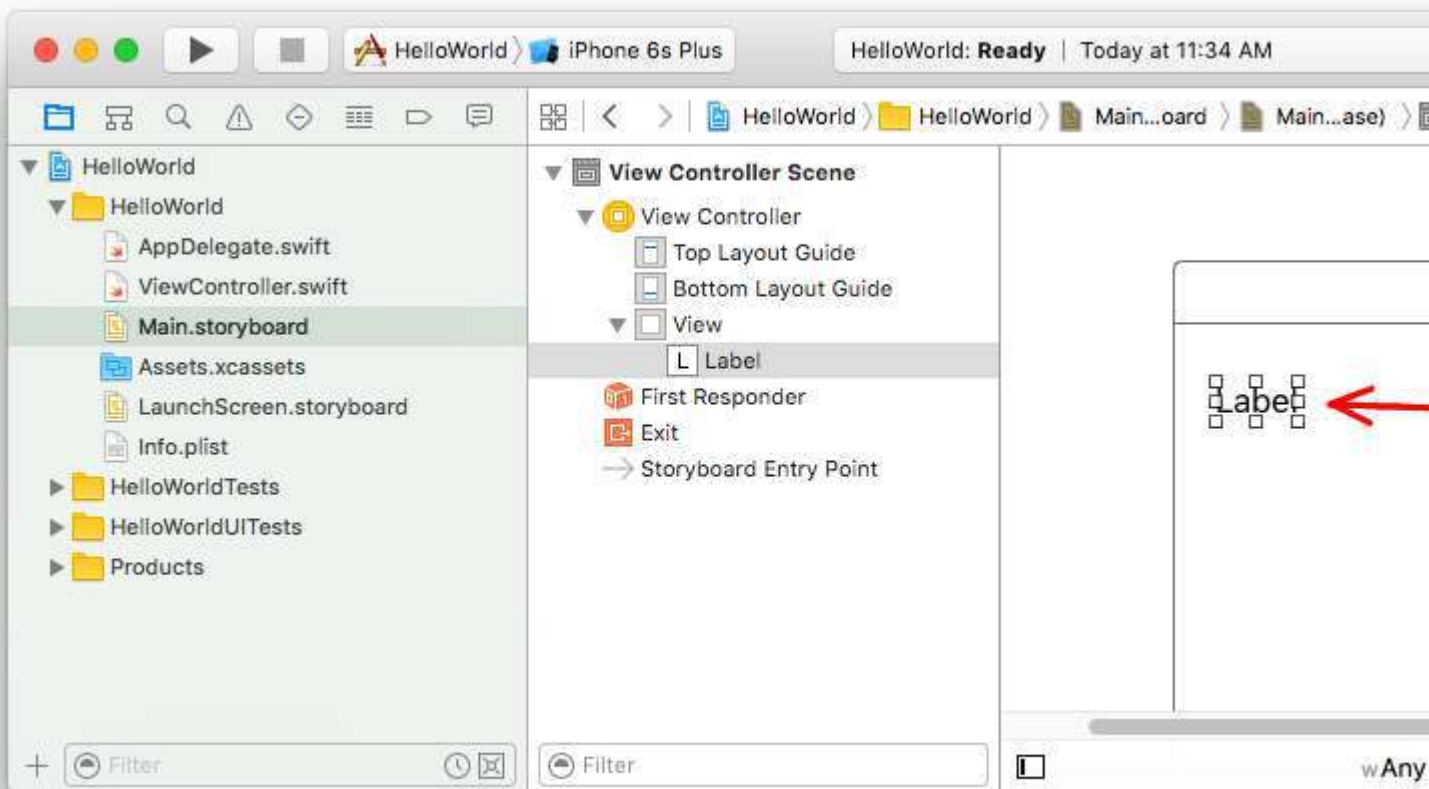 HelloWorld iPhone 6s Plus HelloWorld: Ready | Today at 11:34 AM
HelloWorld HelloWorld Main...oard Main...ase)
HelloWorld
HelloWorld
AppDelegate.swift
ViewController.swift
Main.storyboard
Assets.xcassets
LaunchScreen.storyboard
Info.plist
HelloWorldTests
HelloWorldUITests
Products
Filter
View Controller Scene
View Controller
Top Layout Guide
Bottom Layout Guide
View
L Label
First Responder
Exit
Storyboard Entry Point
Filter
Label
wAny